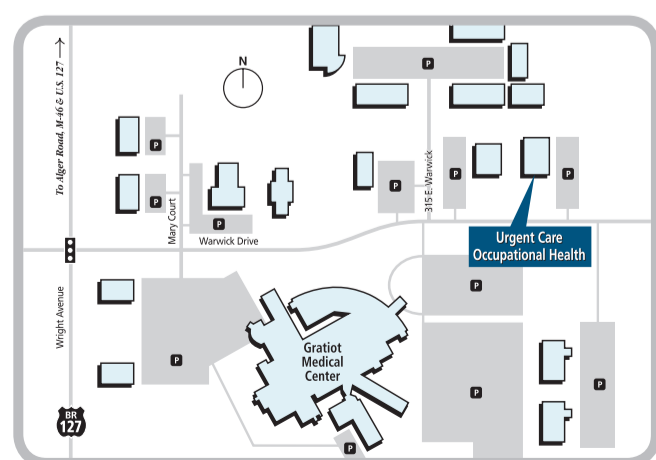 To Alger Road, M-46 & U.S. 127
N
P
P
P
P
P
P
P
Mary Court
315 E. Warwick
P
Warwick Drive
Urgent Care
Occupational Health
P
Wright Avenue
Gratiot
Medical
Center
P
P
P
BR
127
P